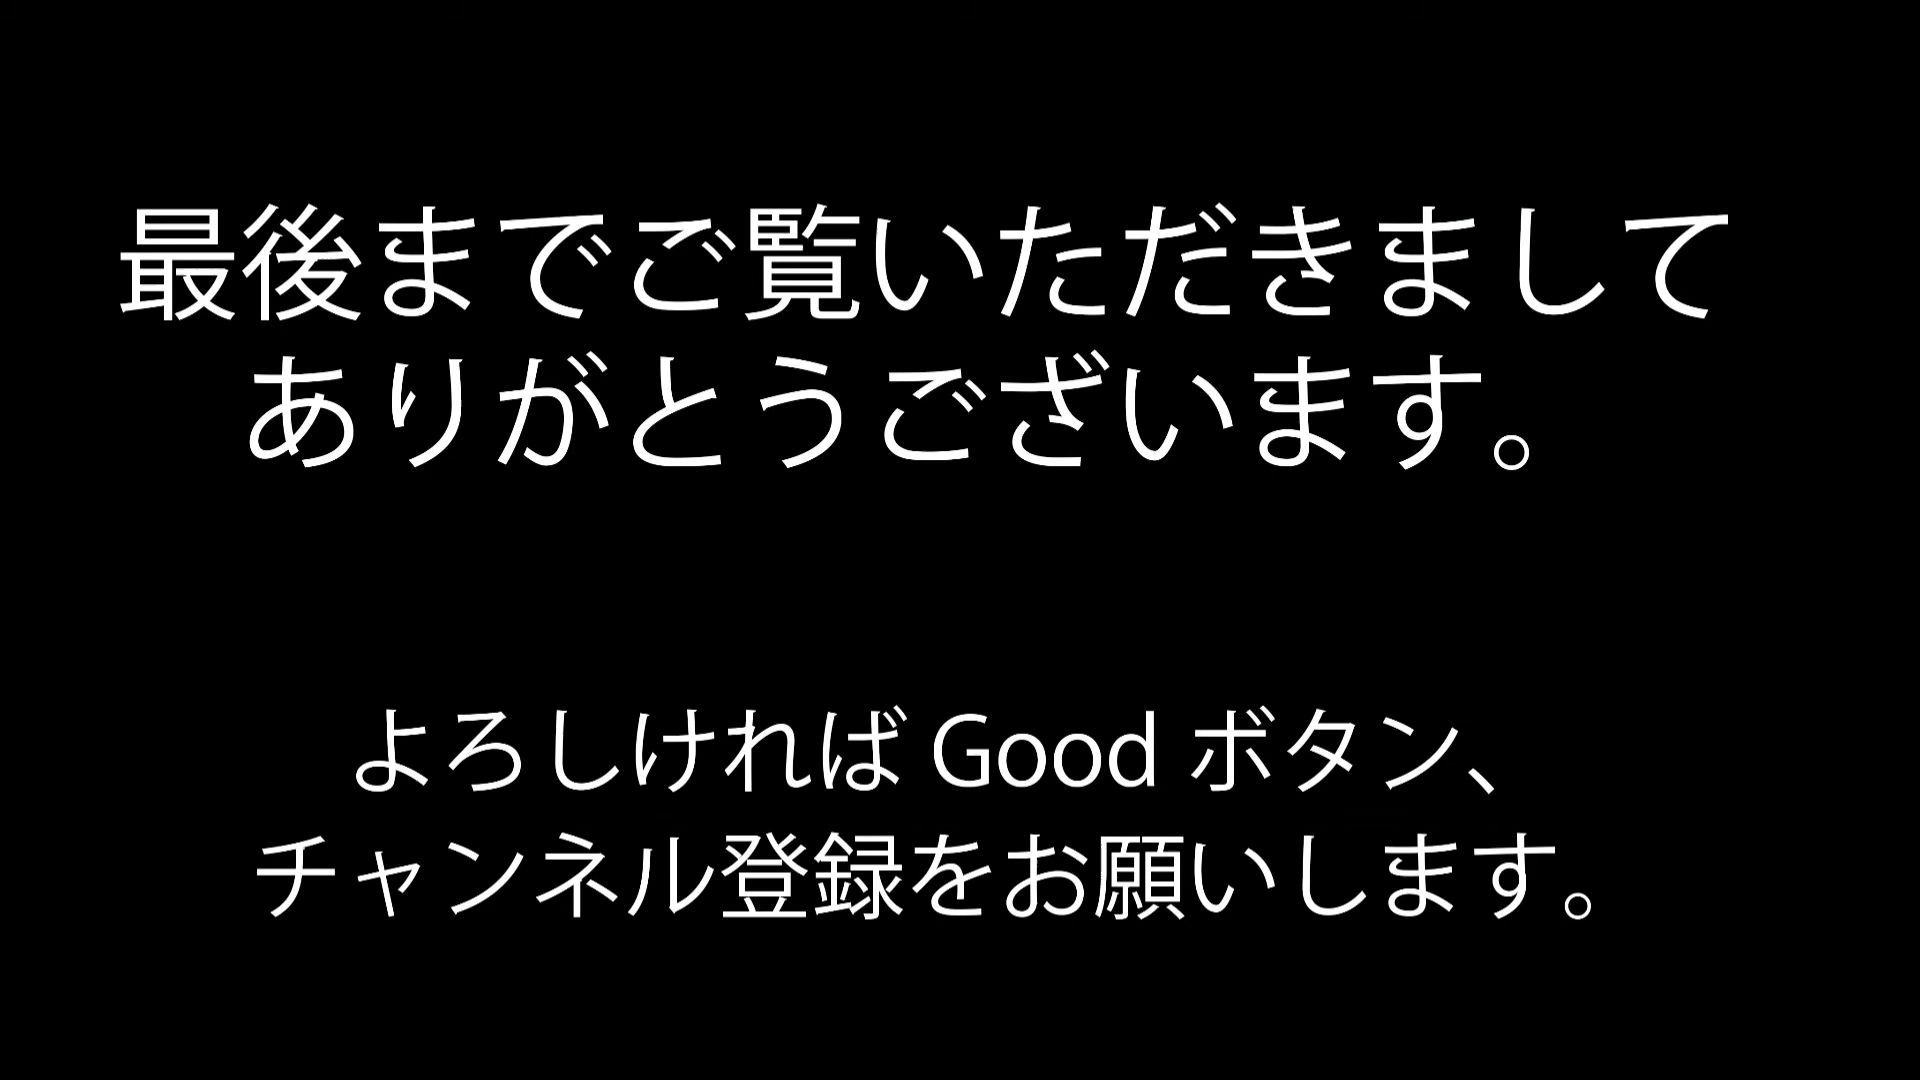 最後までご覧いただきまして
ありがとうございます。
よろしければ Good ボタン、
チャンネル登録をお願いします。